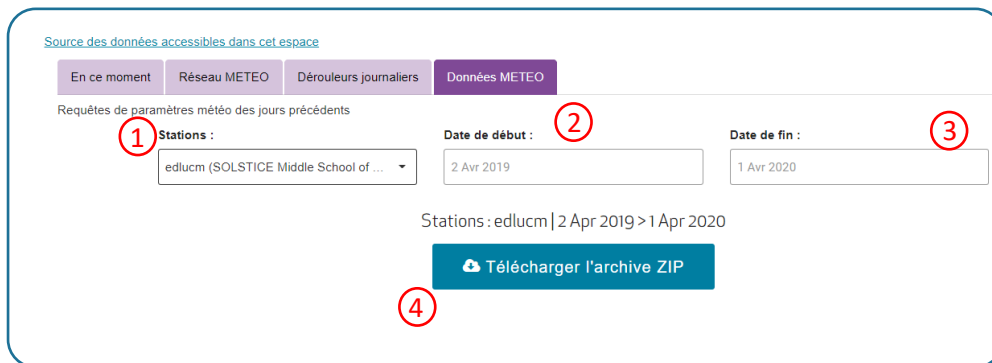 Source des données accessibles dans cet espace
En ce moment Réseau METEO Dérouleurs journaliers Données METEO
Requêtes de paramètres météo des jours précédents
1 Stations : Date de début : 2 Date de fin : 3
edlucm (SOLSTICE Middle School of ... 2 Avr 2019 1 Avr 2020
Stations : edlucm | 2 Apr 2019 > 1 Apr 2020
Télécharger l'archive ZIP
4